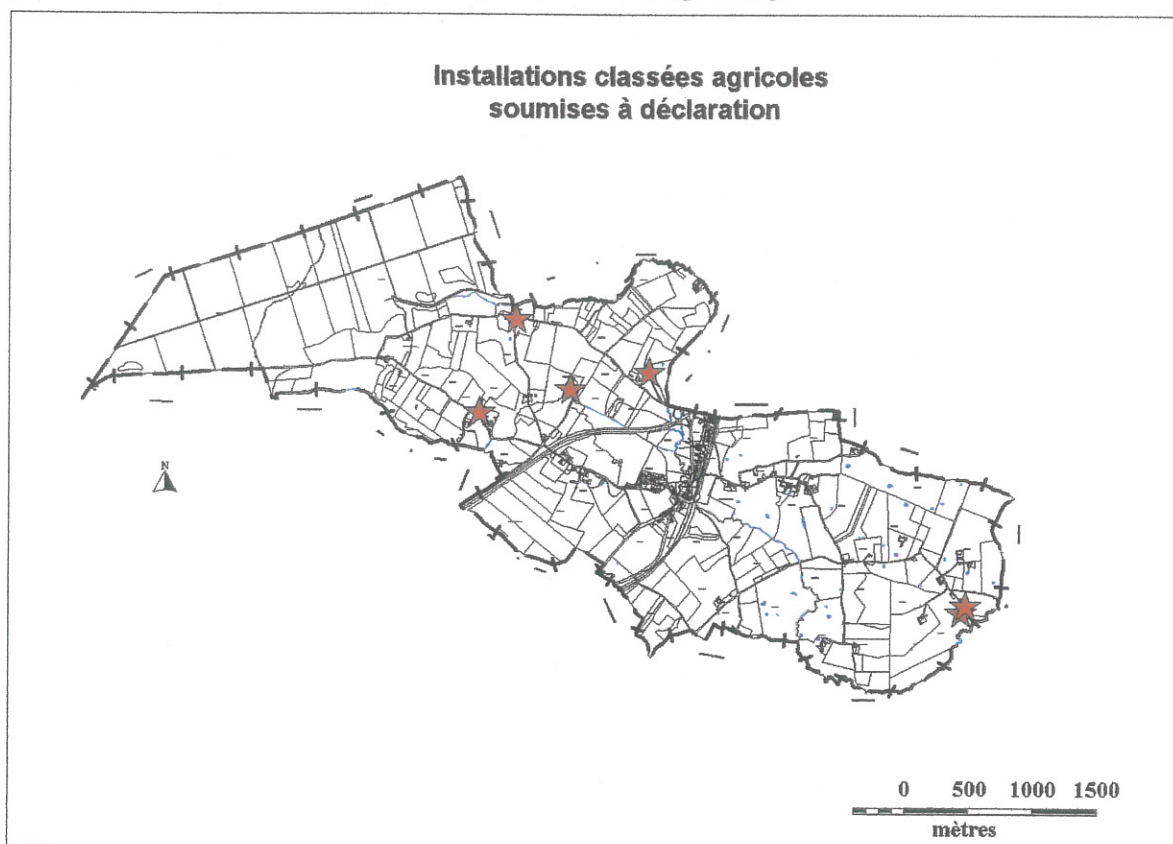 Installations classées agricoles
soumises à déclaration
N
0 500 1000 1500
mètres